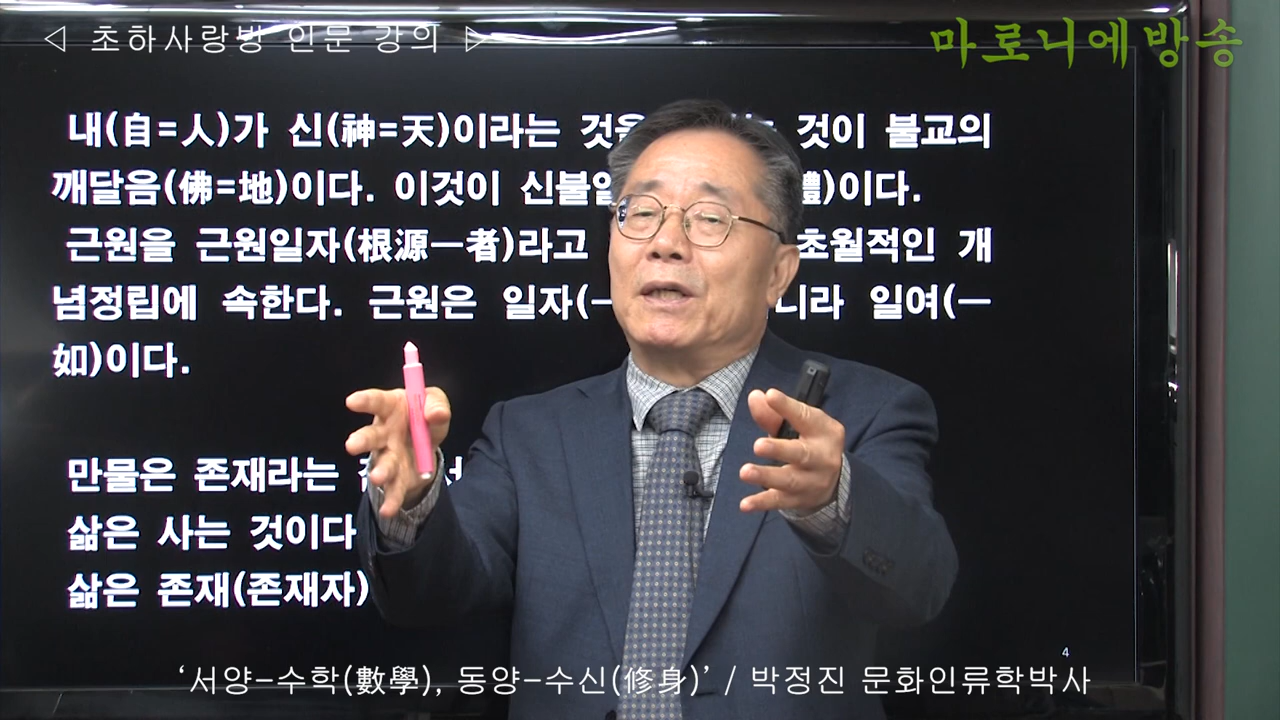 ◁ 초하사랑방 인문 강의 ▷
마로니에방송
내(自=人)가 신(神=天)이라는 것을 것이 불교의
깨달음(佛=地)이다. 이것이 신불일 )이다.
근원을 근원일자(根源一者)라고 초월적인 개
념정립에 속한다. 근원은 일자(一 니라 일여(一
如)이다.
만물은 존재라는
삶은 사는 것이다
삶은 존재(존재자)
4
‘서양-수학(數學), 동양-수신(修身)’ / 박정진 문화인류학박사